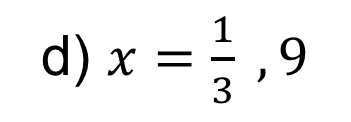 d) x = 1/3 , 9